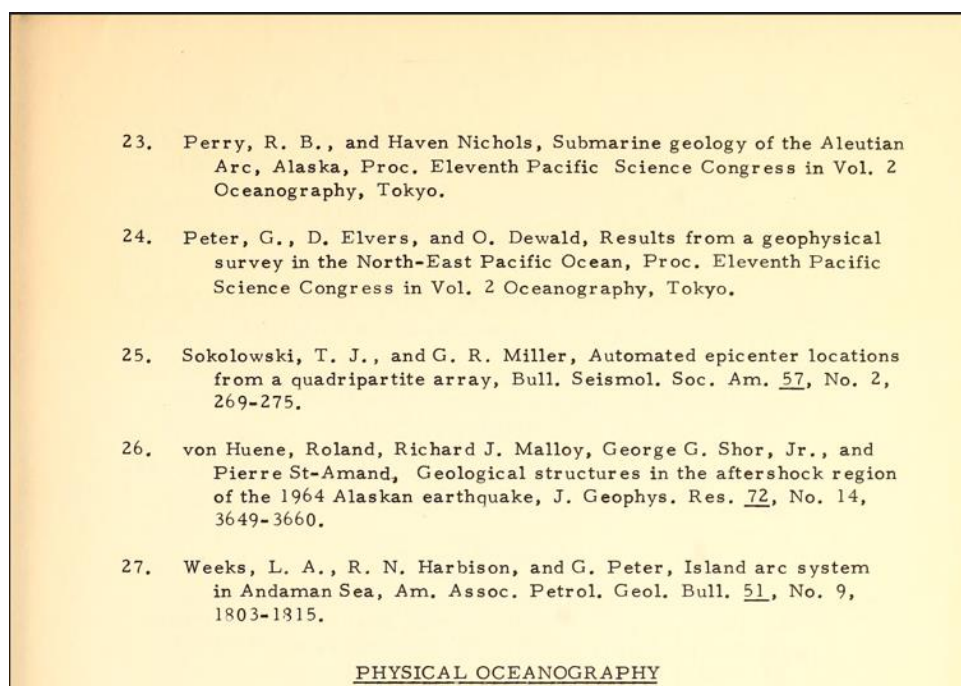 23. Perry, R. B., and Haven Nichols, Submarine geology of the Aleutian
Arc, Alaska, Proc. Eleventh Pacific Science Congress in Vol. 2
Oceanography, Tokyo.
24. Peter, G., D. Elvers, and O. Dewald, Results from a geophysical
survey in the North-East Pacific Ocean, Proc. Eleventh Pacific
Science Congress in Vol. 2 Oceanography, Tokyo.
25. Sokolowski, T. J., and G. R. Miller, Automated epicenter locations
from a quadripartite array, Bull. Seismol. Soc. Am. 57, No. 2,
269-275.
26. von Huene, Roland, Richard J. Malloy, George G. Shor, Jr., and
Pierre St-Amand, Geological structures in the aftershock region
of the 1964 Alaskan earthquake, J. Geophys. Res. 72, No. 14,
3649-3660.
27. Weeks, L. A., R. N. Harbison, and G. Peter, Island arc system
in Andaman Sea, Am. Assoc. Petrol. Geol. Bull. 51, No. 9,
1803-1815.
PHYSICAL OCEANOGRAPHY